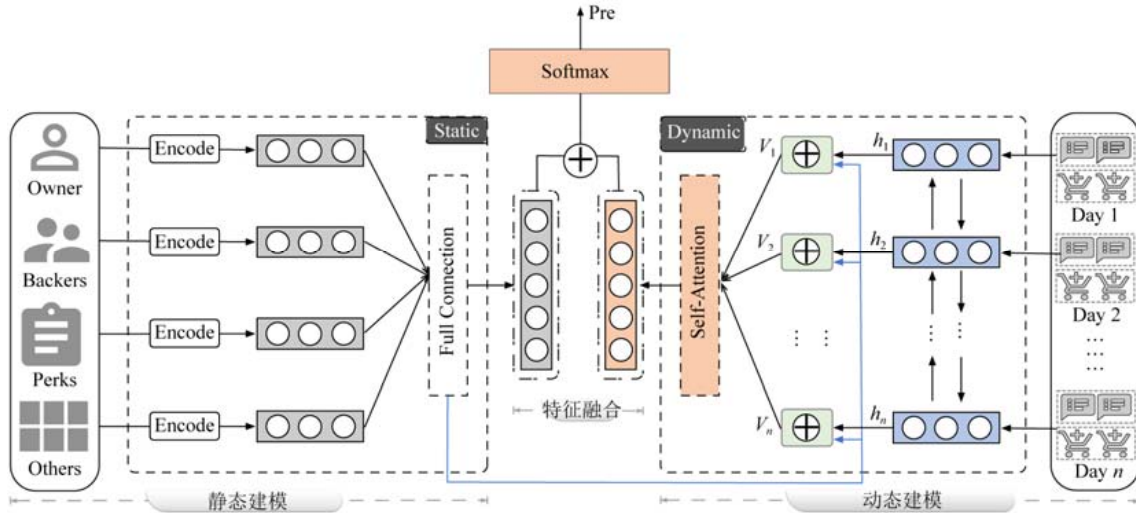 Pre
Softmax
Static
Dynamic
Owner
Backers
Perks
Others
Encode
Encode
Encode
Encode
Full Connection
特征融合
Self-Attention
V1
V2
⋮ ⋮
Vn
h1
h2
⋮ ⋮
hn
Day 1
Day 2
⋮ ⋮
Day n
静态建模
动态建模